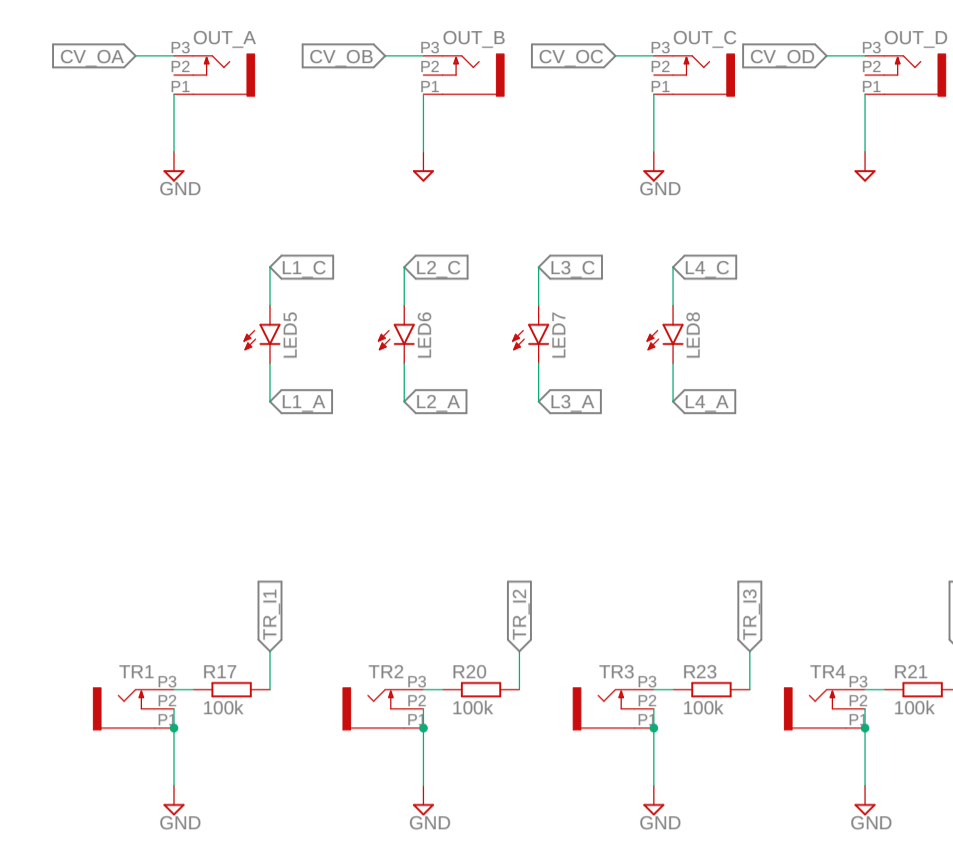 OUT_A OUT_B OUT_C OUT_D
CV_OA P3 CV_OB P3 CV_OC P3 CV_OD P3
P2 P2 P2 P2
P1 P1 P1 P1
GND GND
L1_C L2_C L3_C L4_C
LED5 LED6 LED7 LED8
L1_A L2_A L3_A L4_A
TR_I1 TR_I2 TR_I3
TR1 P3 R17 TR2 P3 R20 TR3 P3 R23 TR4 P3 R21
P2 100k P2 100k P2 100k P2 100k
P1 P1 P1 P1
GND GND GND GND